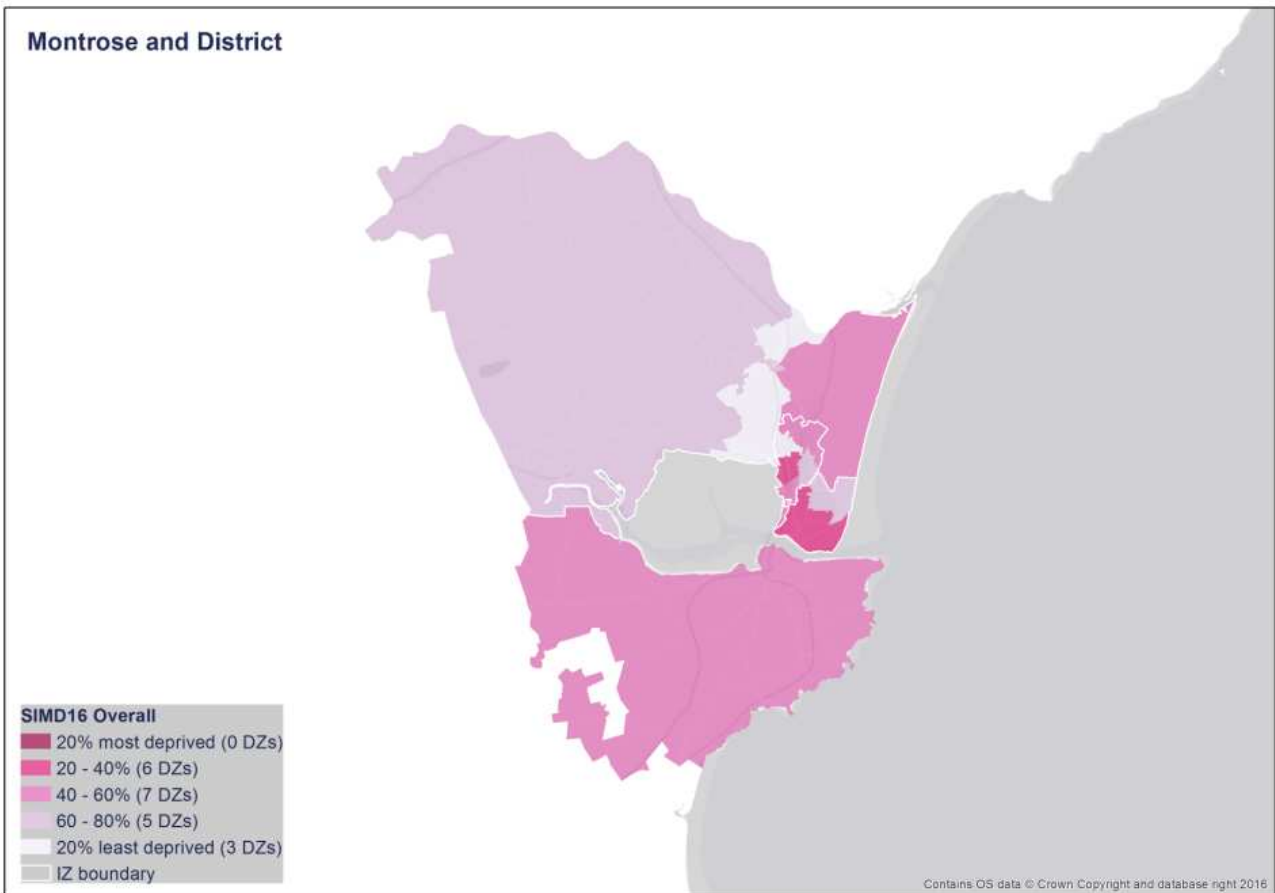 Montrose and District
SIMD16 Overall
20% most deprived (0 DZs)
20 - 40% (6 DZs)
40 - 60% (7 DZs)
60 - 80% (5 DZs)
20% least deprived (3 DZs)
IZ boundary
Contains OS data © Crown Copyright and database right 2016